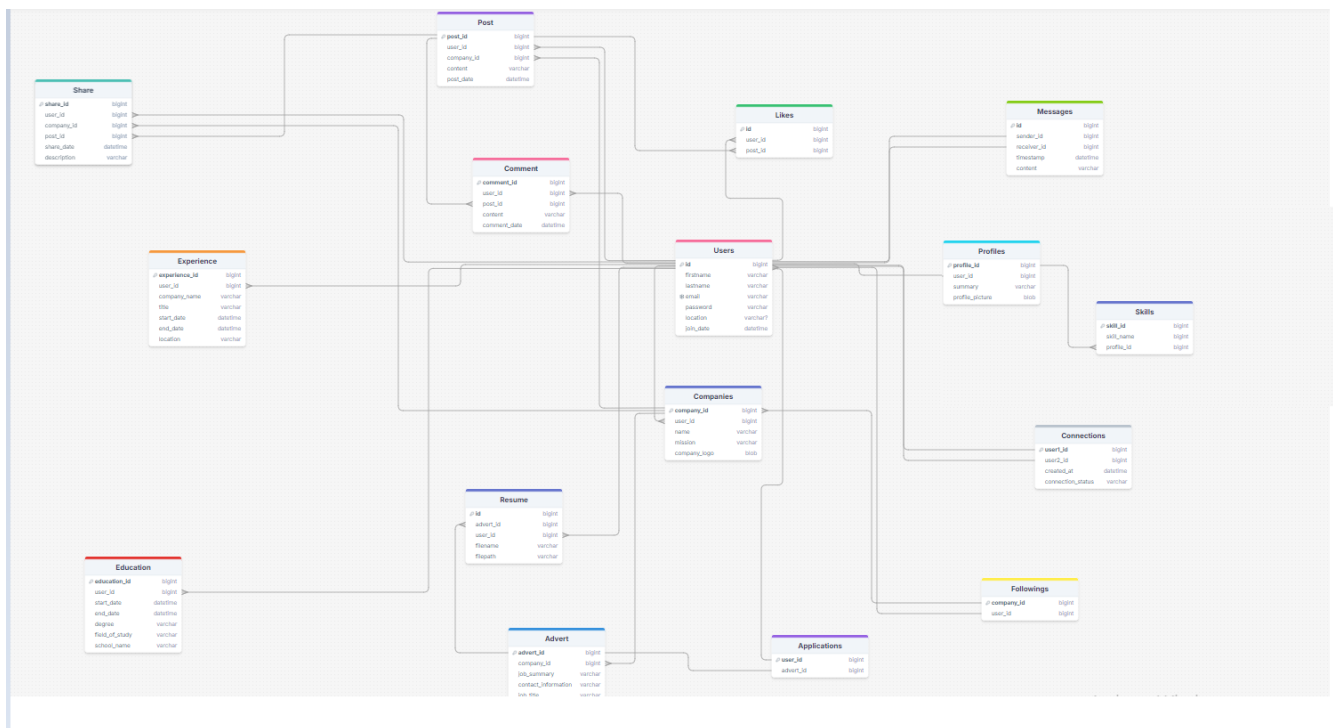 Post
post_id bigint
user_id bigint
company_id bigint
content varchar
post_date datetime
Share
share_id bigint
user_id bigint
company_id bigint
post_id bigint
share_date datetime
description varchar
Likes
id bigint
user_id bigint
post_id bigint
Messages
id bigint
sender_id bigint
receiver_id bigint
timestamp datetime
content varchar
Comment
comment_id bigint
user_id bigint
post_id bigint
content varchar
comment_date datetime
Users
id bigint
firstname varchar
lastname varchar
email varchar
password varchar
location varchar?
join_date datetime
Profiles
profile_id bigint
user_id bigint
summary varchar
profile_picture blob
Experience
experience_id bigint
user_id bigint
company_name varchar
title varchar
start_date datetime
end_date datetime
location varchar
Skills
skill_id bigint
skill_name bigint
profile_id bigint
Companies
company_id bigint
user_id bigint
name varchar
mission varchar
company_logo blob
Connections
user1_id bigint
user2_id bigint
created_at datetime
connection_status varchar
Resume
id bigint
advert_id bigint
user_id bigint
filename varchar
filepath varchar
Education
education_id bigint
user_id bigint
start_date datetime
end_date datetime
degree varchar
field_of_study varchar
school_name varchar
Followings
company_id bigint
user_id bigint
Advert
advert_id bigint
company_id bigint
job_summary varchar
contact_information varchar
job_title varchar
Applications
user_id bigint
advert_id bigint